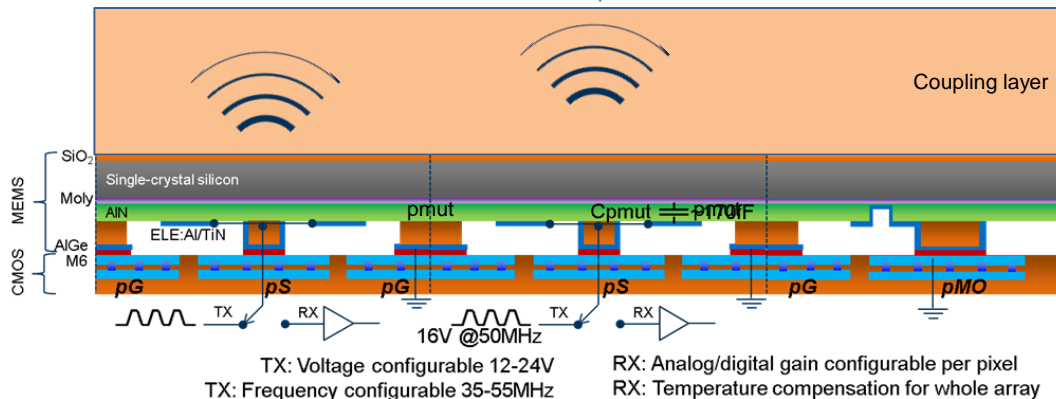 Coupling layer
SiO2
Single-crystal silicon
Moly
MEMS
AlN
pmut
Cpmut
pmut
~170fF
ELE:Al/TiN
AlGe
M6
CMOS
pG
pS
pG
pS
pG
pMO
TX
RX
TX
RX
16V @50MHz
TX: Voltage configurable 12-24V
TX: Frequency configurable 35-55MHz
RX: Analog/digital gain configurable per pixel
RX: Temperature compensation for whole array